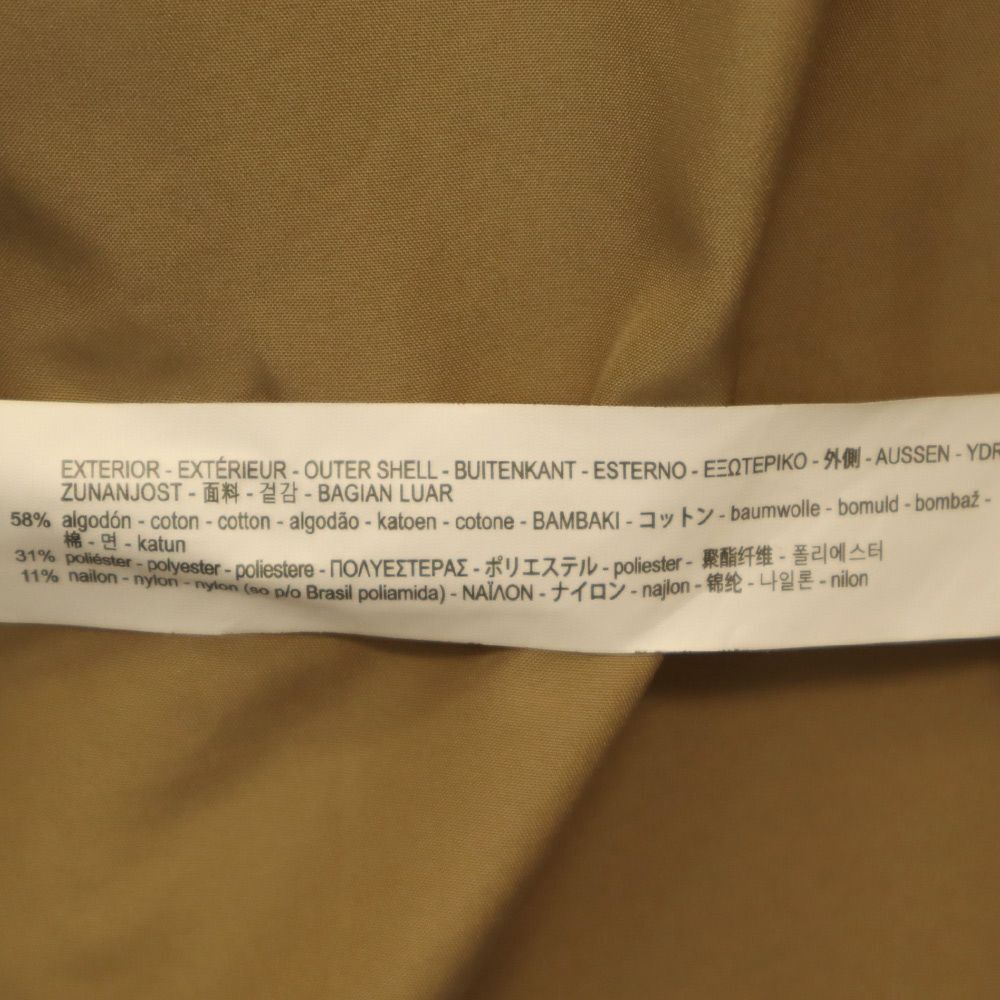 EXTERIOR - EXTÉRIEUR - OUTER SHELL - BUITENKANT - ESTERNO - ΕΞΩΤΕΡΙΚΟ - 外側 - AUSSEN - YDR
ZUNANJOST - 面料 - 겉감 - BAGIAN LUAR
58% algodón - coton - cotton - algodão - katoen - cotone - ΒΑΜΒΑΚΙ - コットン - baumwolle - bomuld - bombaž -
棉 - 면 - katun
31% poliéster - polyester - poliestere - ΠΟΛΥΕΣΤΕΡΑΣ - ポリエステル - poliester - 聚酯纤维 - 폴리에스터
11% nailon - nylon - nylon (so p/o Brasil poliamida) - ΝΑΪΛΟΝ - ナイロン - najlon - 锦纶 - 나일론 - nilon